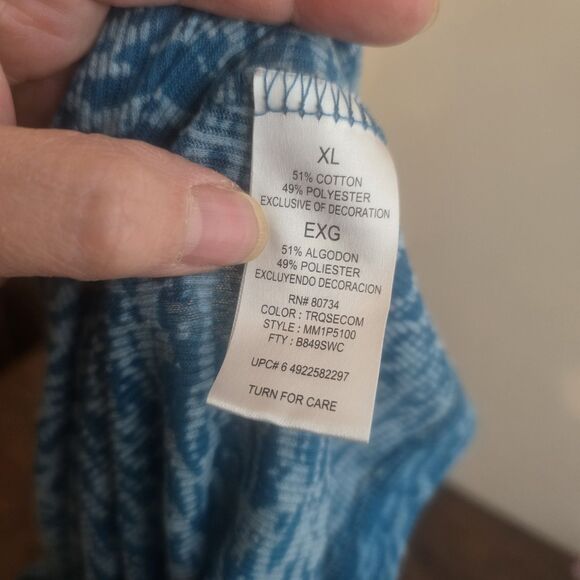 XL
51% COTTON
49% POLYESTER
EXCLUSIVE OF DECORATION
EXG
51% ALGODON
49% POLIESTER
EXCLUYENDO DECORACION
RN# 80734
COLOR : TRQSECOM
STYLE : MM1P5100
FTY : B849SWC
UPC# 6 4922582297
TURN FOR CARE